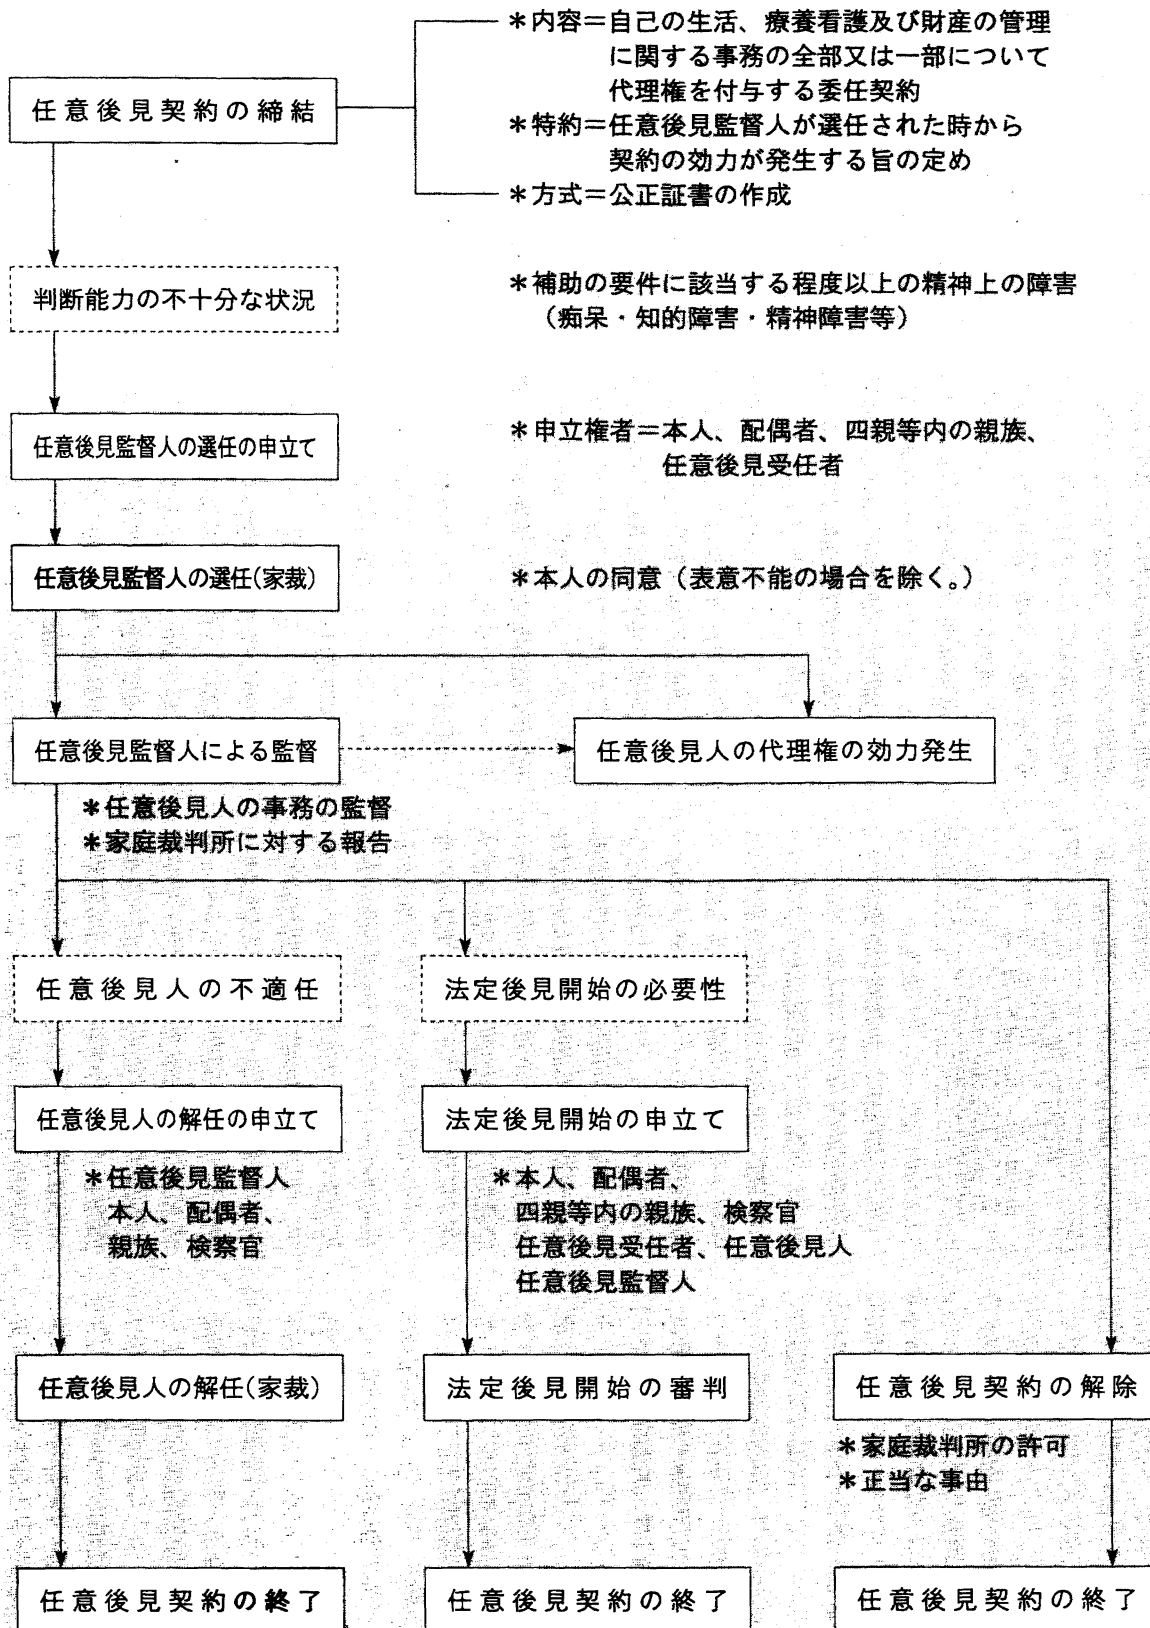 任意後見契約の締結
＊内容＝自己の生活、療養看護及び財産の管理
に関する事務の全部又は一部について
代理権を付与する委任契約
＊特約＝任意後見監督人が選任された時から
契約の効力が発生する旨の定め
＊方式＝公正証書の作成
判断能力の不十分な状況
＊補助の要件に該当する程度以上の精神上の障害
（痴呆・知的障害・精神障害等）
任意後見監督人の選任の申立て
＊申立権者＝本人、配偶者、四親等内の親族、
任意後見受任者
任意後見監督人の選任(家裁)
＊本人の同意（表意不能の場合を除く。）
任意後見監督人による監督
任意後見人の代理権の効力発生
＊任意後見人の事務の監督
＊家庭裁判所に対する報告
任意後見人の不適任
法定後見開始の必要性
任意後見人の解任の申立て
法定後見開始の申立て
＊任意後見監督人
本人、配偶者、
親族、検察官
＊本人、配偶者、
四親等内の親族、検察官
任意後見受任者、任意後見人
任意後見監督人
任意後見人の解任(家裁)
法定後見開始の審判
任意後見契約の解除
＊家庭裁判所の許可
＊正当な事由
任意後見契約の終了
任意後見契約の終了
任意後見契約の終了